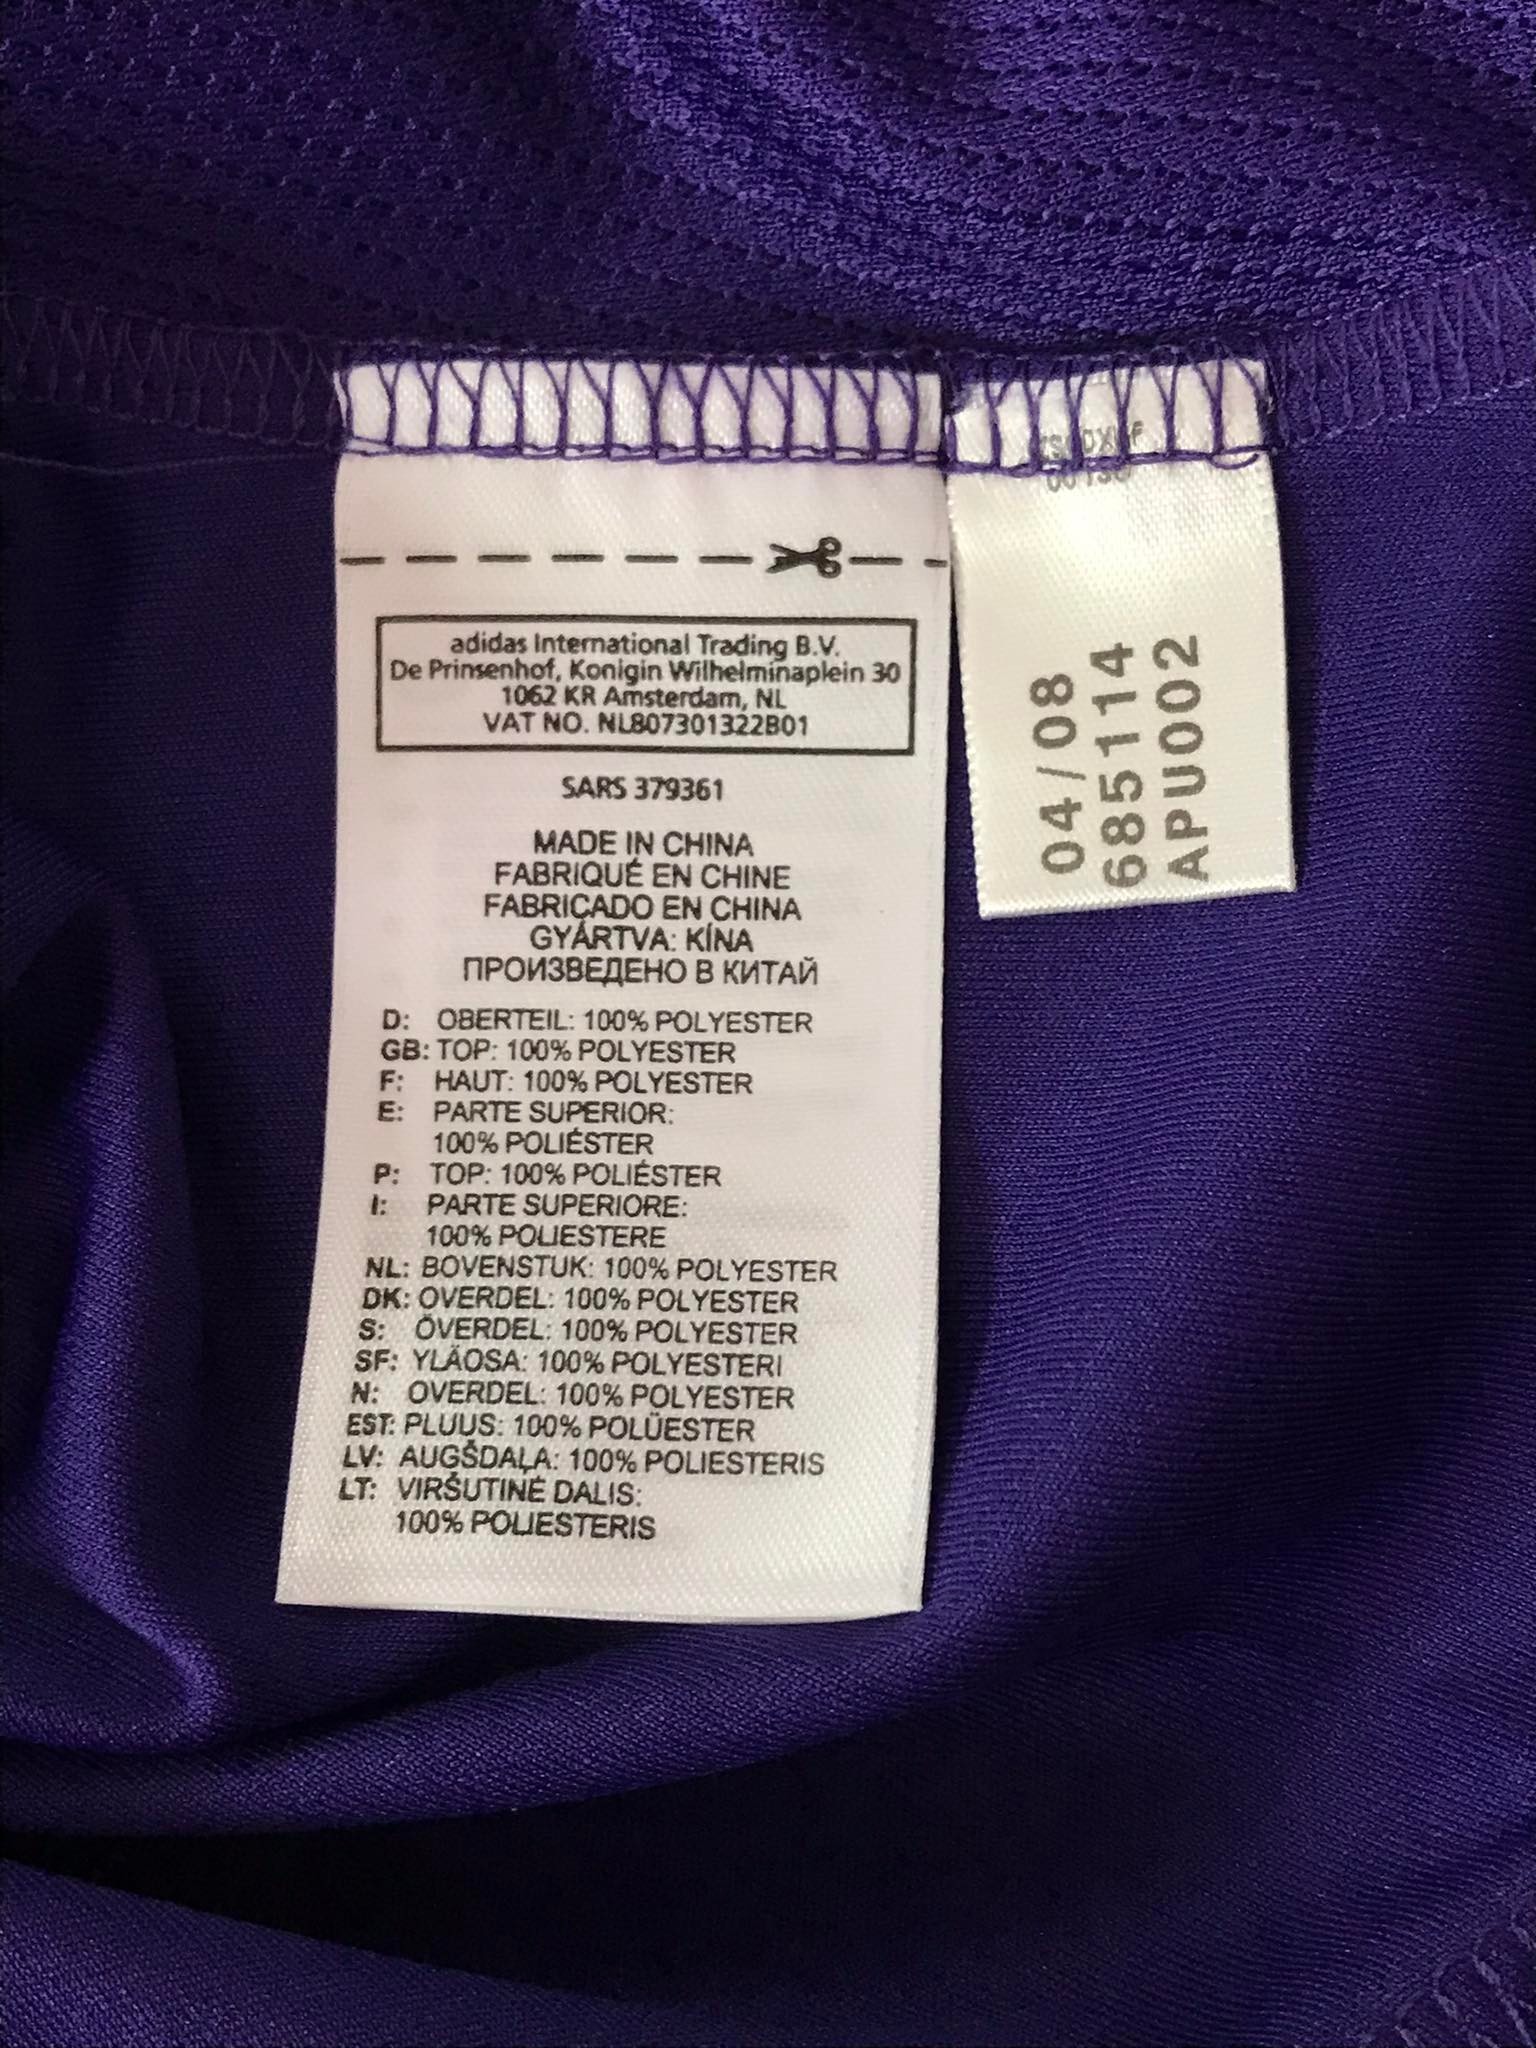 adidas International Trading B.V.
De Prinsenhof, Konigin Wilhelminaplein 30
1062 KR Amsterdam, NL
VAT NO. NL807301322B01
SARS 379361
MADE IN CHINA
FABRIQUÉ EN CHINE
FABRICADO EN CHINA
GYÁRTVA: KÍNA
ПРОИЗВЕДЕНО В КИТАЙ
D: OBERTEIL: 100% POLYESTER
GB: TOP: 100% POLYESTER
F: HAUT: 100% POLYESTER
E: PARTE SUPERIOR:
100% POLIÉSTER
P: TOP: 100% POLIÉSTER
I: PARTE SUPERIORE:
100% POLIESTERE
NL: BOVENSTUK: 100% POLYESTER
DK: OVERDEL: 100% POLYESTER
S: ÖVERDEL: 100% POLYESTER
SF: YLÄOSA: 100% POLYESTERI
N: OVERDEL: 100% POLYESTER
EST: PLUUS: 100% POLÜESTER
LV: AUGŠDAĻA: 100% POLIESTERIS
LT: VIRŠUTINĖ DALIS:
100% POLIESTERIS
04/08
685114
APU002